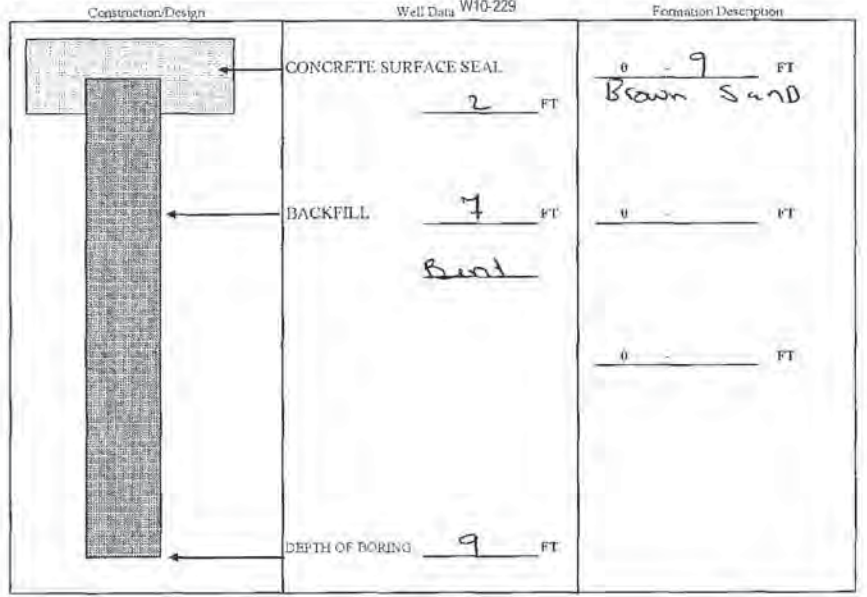 Construction/Design
Well Data W10-229
Formation Description
CONCRETE SURFACE SEAL
2 FT
0 - 9 FT
Brown Sand
BACKFILL 7 FT
0 - FT
Bent
0 - FT
DEPTH OF BORING 9 FT